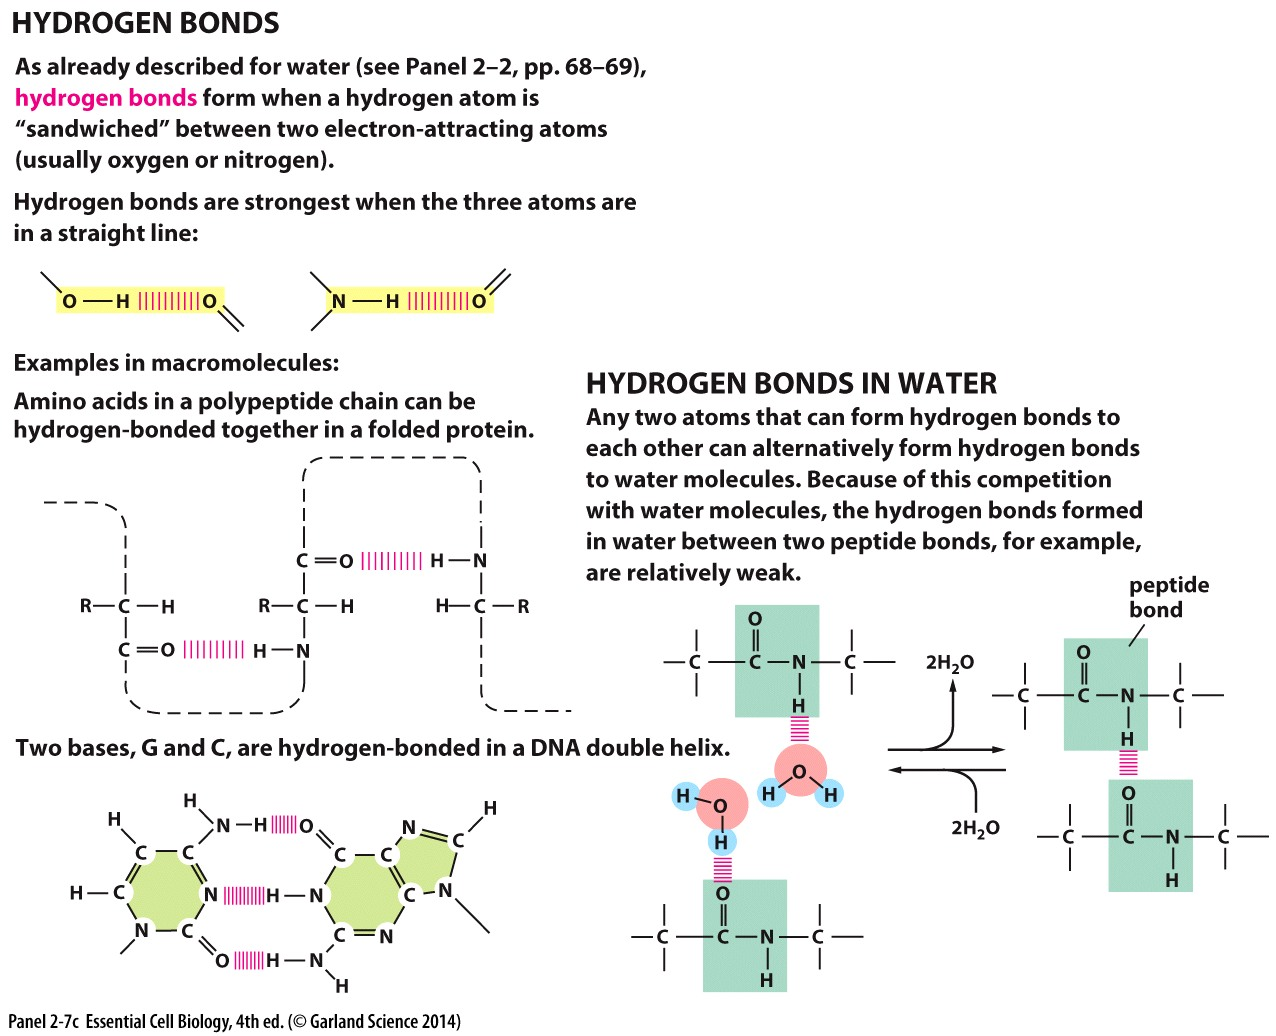 HYDROGEN BONDS
As already described for water (see Panel 2–2, pp. 68–69),
hydrogen bonds form when a hydrogen atom is
“sandwiched” between two electron-attracting atoms
(usually oxygen or nitrogen).
Hydrogen bonds are strongest when the three atoms are
in a straight line:
O H O
N H O
Examples in macromolecules:
Amino acids in a polypeptide chain can be
hydrogen-bonded together in a folded protein.
C O H N
R C H R C H H C R
C O H N
Two bases, G and C, are hydrogen-bonded in a DNA double helix.
H H N H O N C H
C C C C
H C N H N C N
N C C N
O H N
H
HYDROGEN BONDS IN WATER
Any two atoms that can form hydrogen bonds to
each other can alternatively form hydrogen bonds
to water molecules. Because of this competition
with water molecules, the hydrogen bonds formed
in water between two peptide bonds, for example,
are relatively weak.
O
C C N C
H
O
H H
H O
H
O
C C N C
H
2H₂O
2H₂O
peptide
bond
O
C C N C
H
O
C C N C
H
Panel 2-7c Essential Cell Biology, 4th ed. (© Garland Science 2014)